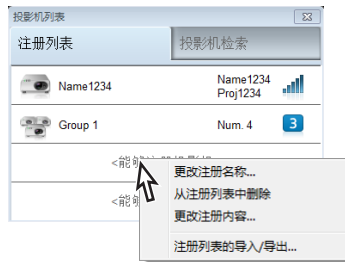 投影机列表
注册列表
投影机检索
Name1234
Name1234
Proj1234
Group 1
Num. 4
3
<能
<能
更改注册名称...
从注册列表中删除
更改注册内容...
注册列表的导入/导出...